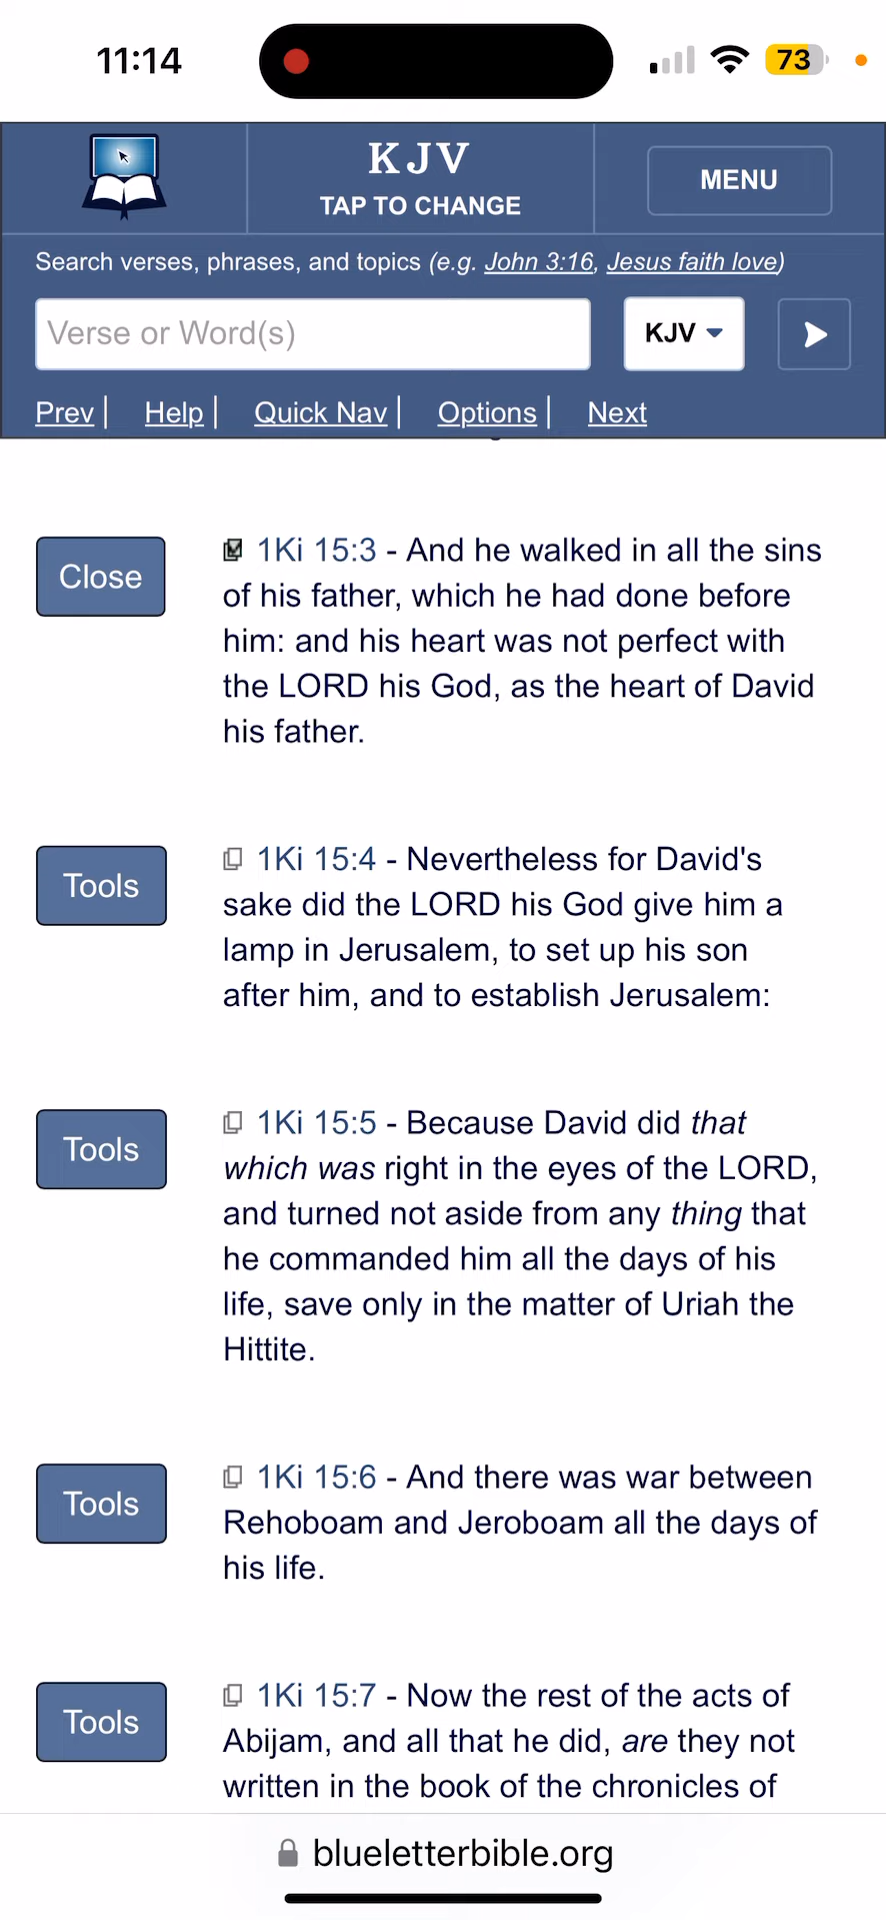 11:14
73
KJV
TAP TO CHANGE
MENU
Search verses, phrases, and topics (e.g. John 3:16, Jesus faith love)
Verse or Word(s)
KJV
Prev | Help | Quick Nav | Options | Next
Close
1Ki 15:3 - And he walked in all the sins
of his father, which he had done before
him: and his heart was not perfect with
the LORD his God, as the heart of David
his father.
Tools
1Ki 15:4 - Nevertheless for David's
sake did the LORD his God give him a
lamp in Jerusalem, to set up his son
after him, and to establish Jerusalem:
Tools
1Ki 15:5 - Because David did that
which was right in the eyes of the LORD,
and turned not aside from any thing that
he commanded him all the days of his
life, save only in the matter of Uriah the
Hittite.
Tools
1Ki 15:6 - And there was war between
Rehoboam and Jeroboam all the days of
his life.
Tools
1Ki 15:7 - Now the rest of the acts of
Abijam, and all that he did, are they not
written in the book of the chronicles of
blueletterbible.org